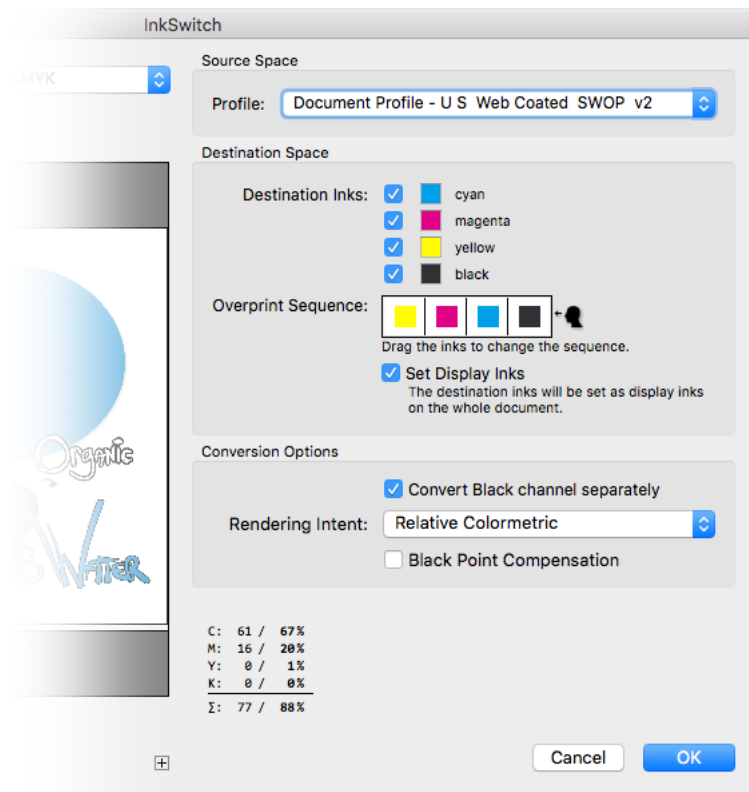 InkSwitch
CMYK
Source Space
Profile: Document Profile - U S Web Coated SWOP v2
Destination Space
Destination Inks: cyan
magenta
yellow
black
Overprint Sequence:
Drag the inks to change the sequence.
Set Display Inks
The destination inks will be set as display inks
on the whole document.
Conversion Options
Convert Black channel separately
Rendering Intent: Relative Colormetric
Black Point Compensation
Organic
WATER
C: 61 / 67%
M: 16 / 20%
Y: 0 / 1%
K: 0 / 0%
Σ: 77 / 88%
Cancel OK